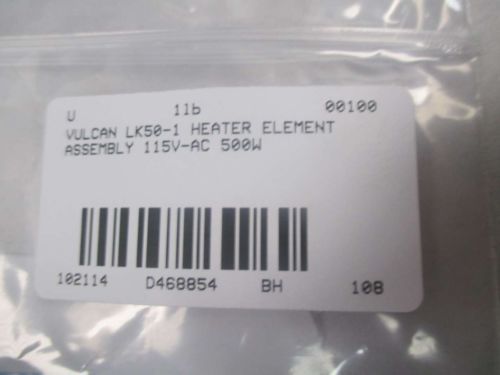 U 1lb 00100
VULCAN LK50-1 HEATER ELEMENT
ASSEMBLY 115V-AC 500W
102114 D468854 BH 108